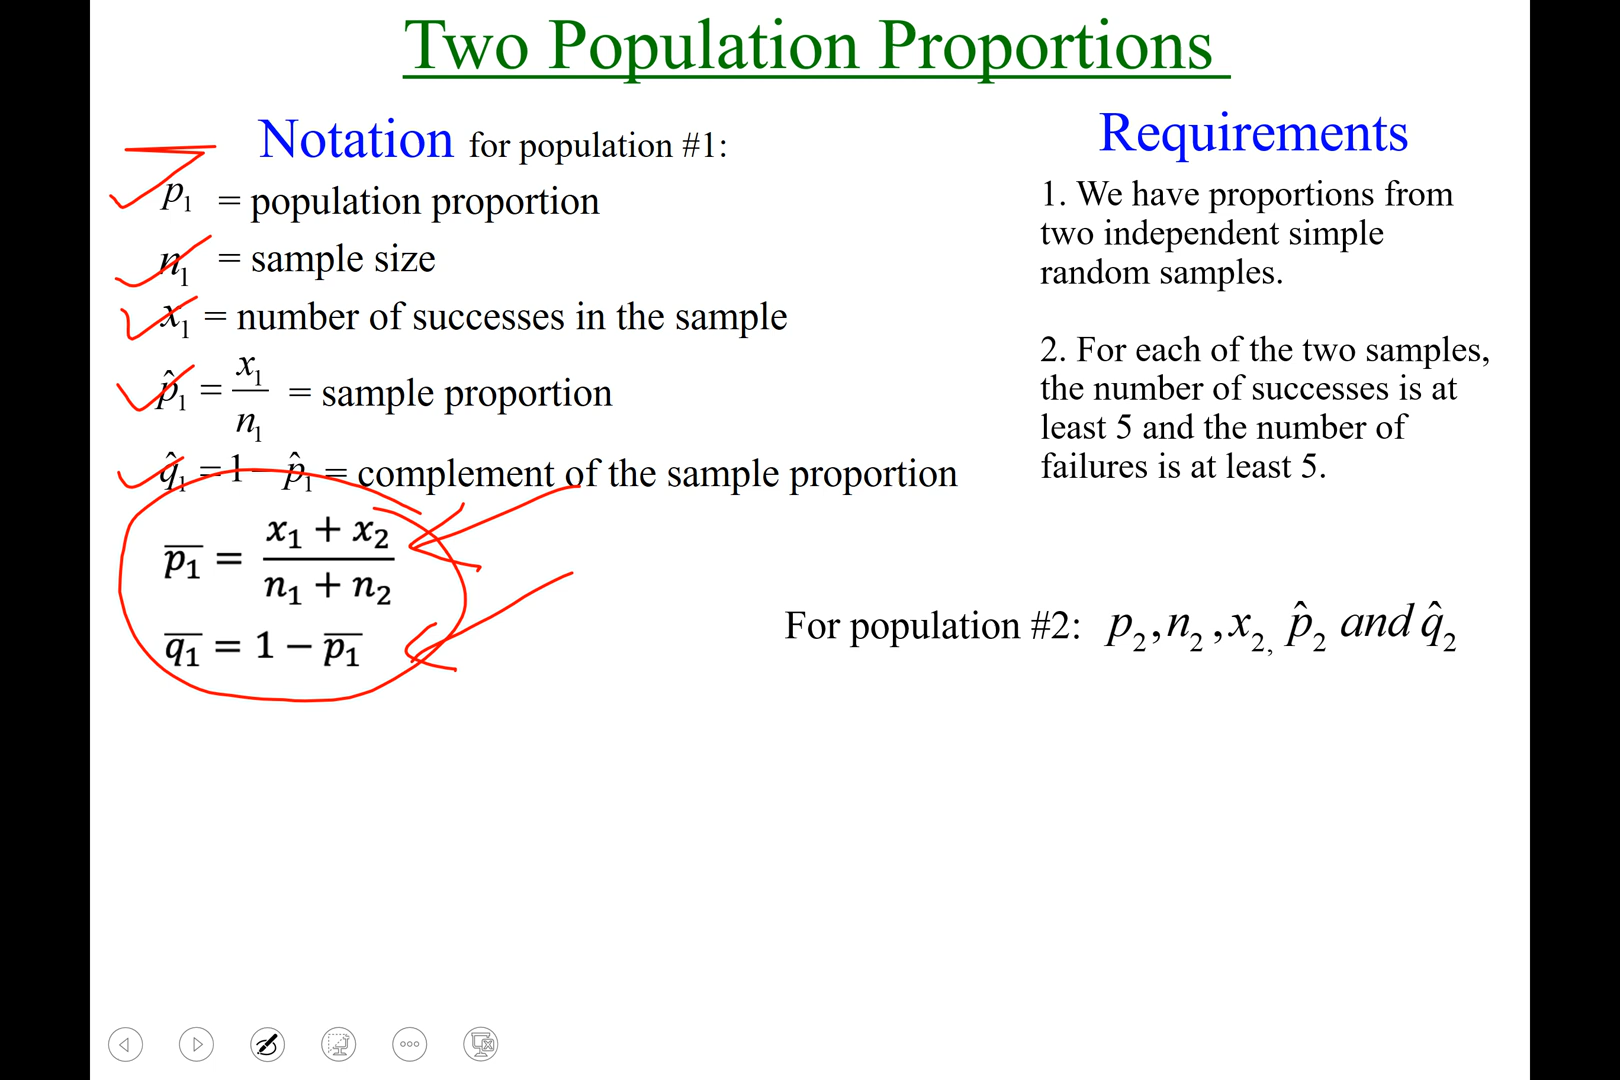 Two Population Proportions
Notation for population #1:
p₁ = population proportion
n₁ = sample size
x₁ = number of successes in the sample
p̂₁ = x₁/n₁ = sample proportion
q̂₁ = 1 − p̂₁ = complement of the sample proportion
p̅₁ = (x₁ + x₂)/(n₁ + n₂)
q̅₁ = 1 − p̅₁
Requirements
1. We have proportions from
two independent simple
random samples.
2. For each of the two samples,
the number of successes is at
least 5 and the number of
failures is at least 5.
For population #2: p₂,n₂ ,x₂, p̂₂ and q̂₂